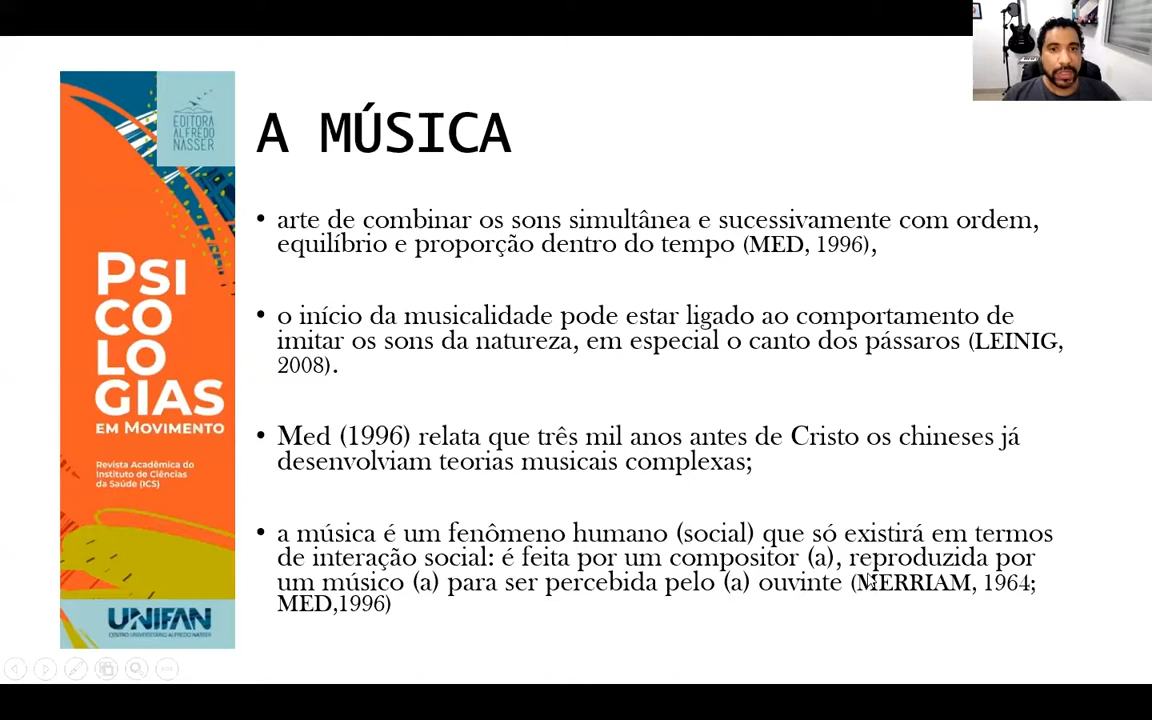 EDITORA
ALFREDO
NASSER
PSI
CO
LO
GIAS
EM MOVIMENTO
Revista Acadêmica do
Instituto de Ciências
da Saúde (ICS)
UNIFAN
CENTRO UNIVERSITÁRIO ALFREDO NASSER
A MÚSICA
• arte de combinar os sons simultânea e sucessivamente com ordem,
equilíbrio e proporção dentro do tempo (MED, 1996),
• o início da musicalidade pode estar ligado ao comportamento de
imitar os sons da natureza, em especial o canto dos pássaros (LEINIG,
2008).
• Med (1996) relata que três mil anos antes de Cristo os chineses já
desenvolviam teorias musicais complexas;
• a música é um fenômeno humano (social) que só existirá em termos
de interação social: é feita por um compositor (a), reproduzida por
um músico (a) para ser percebida pelo (a) ouvinte (MERRIAM, 1964;
MED,1996)